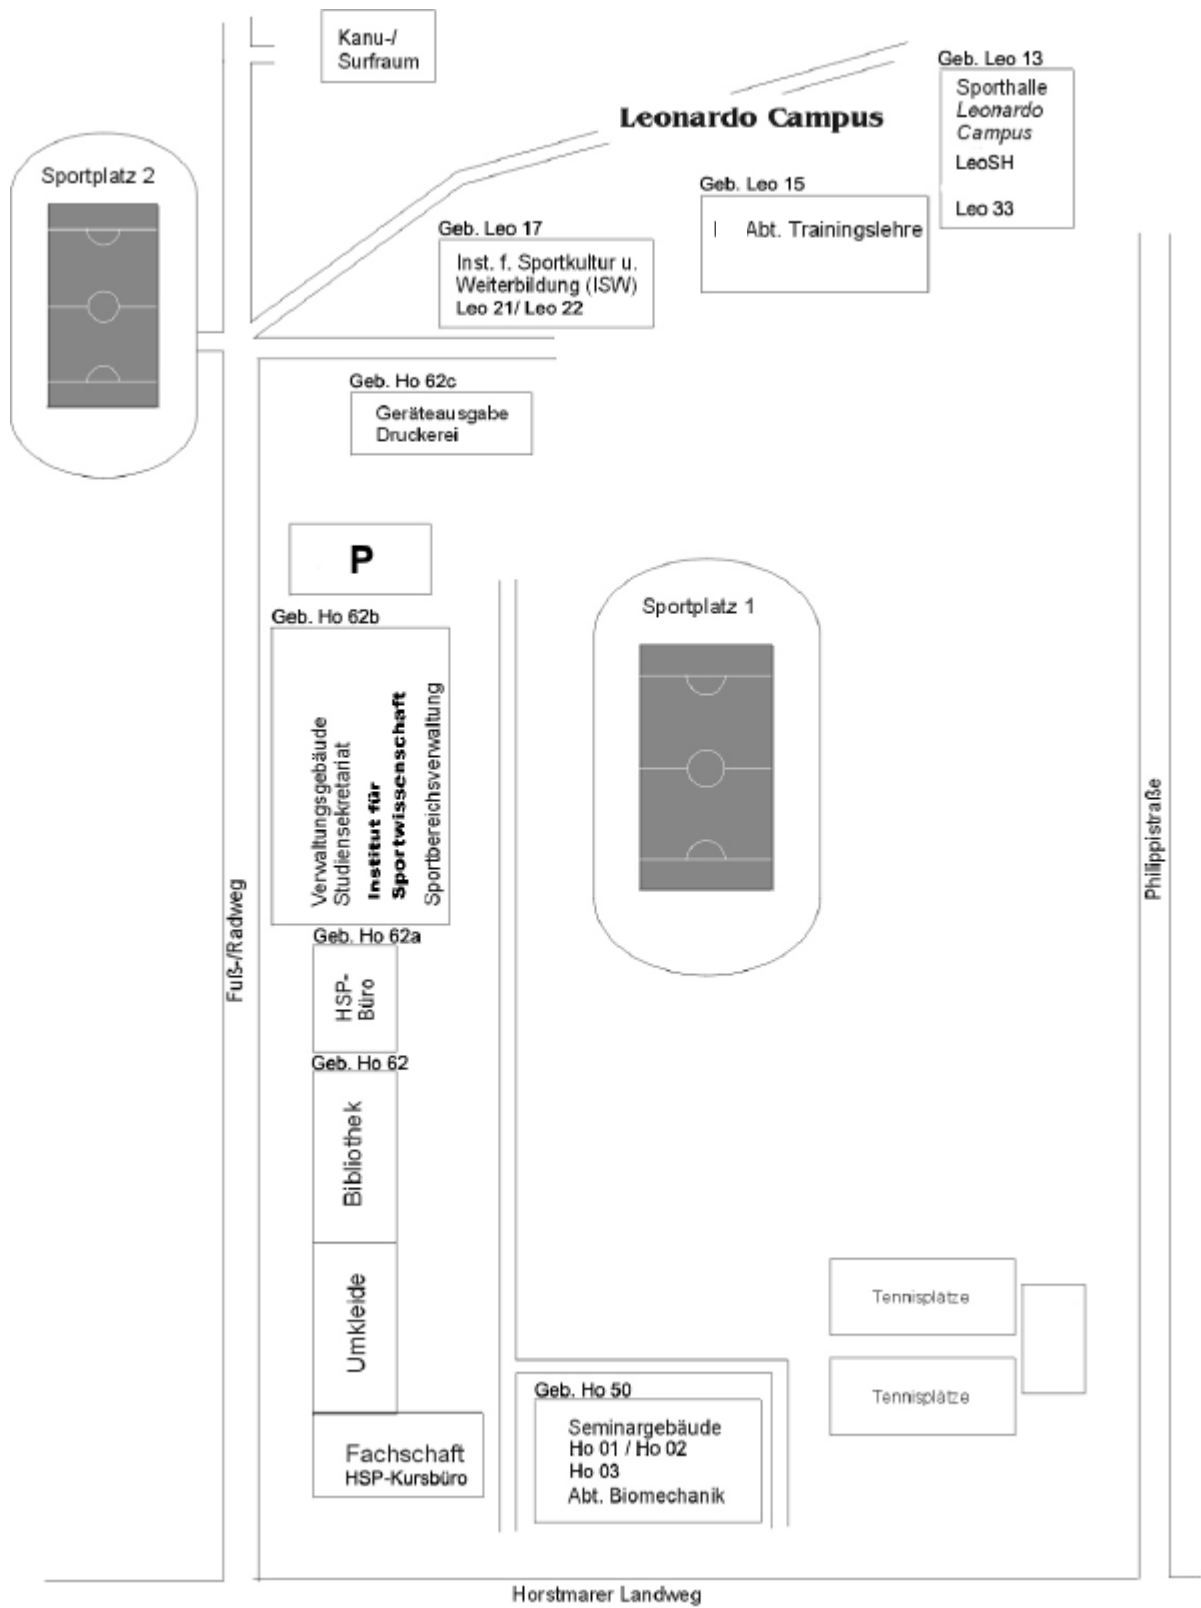 Kanu-/
Surfraum
Geb. Leo 13
Sporthalle
Leonardo
Campus
LeoSH
Leo 33
Leonardo Campus
Sportplatz 2
Geb. Leo 15
Abt. Trainingslehre
Geb. Leo 17
Inst. f. Sportkultur u.
Weiterbildung (ISW)
Leo 21/ Leo 22
Geb. Ho 62c
Geräteausgabe
Druckerei
P
Geb. Ho 62b
Verwaltungsgebäude
Studiensekretariat
Institut für
Sportwissenschaft
Sportbereichsverwaltung
Sportplatz 1
Philippistraße
Fuß-/Radweg
Geb. Ho 62a
HSP-
Büro
Geb. Ho 62
Bibliothek
Umkleide
Fachschaft
HSP-Kursbüro
Geb. Ho 50
Seminargebäude
Ho 01 / Ho 02
Ho 03
Abt. Biomechanik
Tennisplätze
Tennisplätze
Horstmarer Landweg